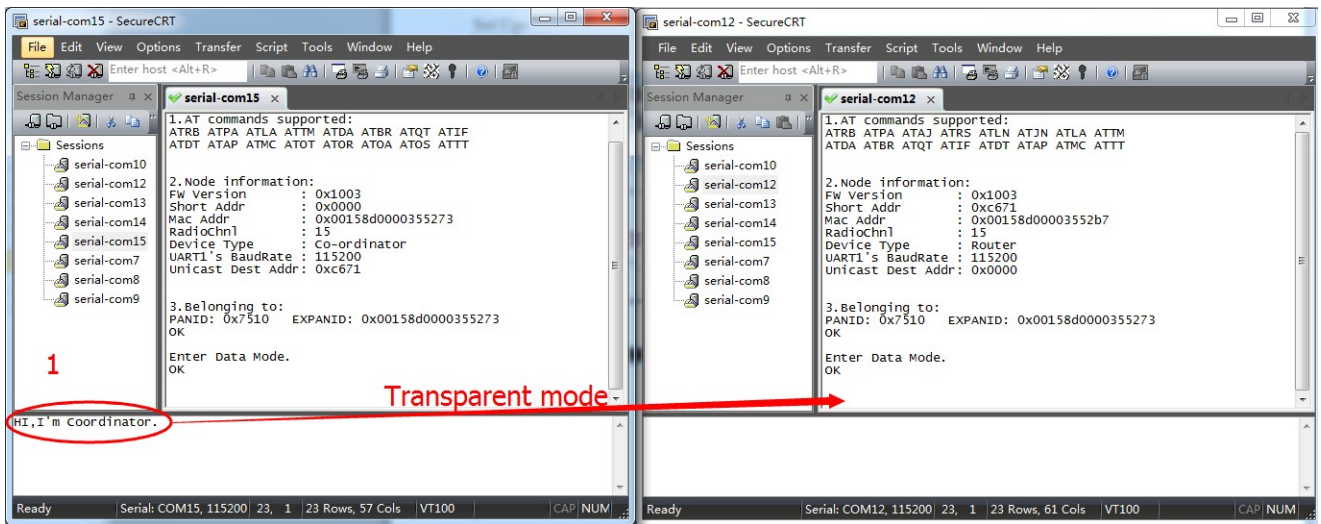 serial-com15 - SecureCRT
File Edit View Options Transfer Script Tools Window Help
Enter host <Alt+R>
Session Manager
serial-com15
Sessions
serial-com10
serial-com12
serial-com13
serial-com14
serial-com15
serial-com7
serial-com8
serial-com9
1.AT commands supported:
ATRB ATPA ATLA ATTM ATDA ATBR ATQT ATIF
ATDT ATAP ATMC ATOT ATOR ATOA ATOS ATTT
2.Node information:
FW Version : 0x1003
Short Addr : 0x0000
Mac Addr : 0x00158d0000355273
RadioChnl : 15
Device Type : Co-ordinator
UART1's BaudRate : 115200
Unicast Dest Addr: 0xc671
3.Belonging to:
PANID: 0x7510 EXPANID: 0x00158d0000355273
OK
Enter Data Mode.
OK
1
Transparent mode
HI,I'm Coordinator.
Ready Serial: COM15, 115200 23, 1 23 Rows, 57 Cols VT100 CAP NUM
serial-com12 - SecureCRT
File Edit View Options Transfer Script Tools Window Help
Enter host <Alt+R>
Session Manager
serial-com12
Sessions
serial-com10
serial-com12
serial-com13
serial-com14
serial-com15
serial-com7
serial-com8
serial-com9
1.AT commands supported:
ATRB ATPA ATAJ ATRS ATLN ATJN ATLA ATTM
ATDA ATBR ATQT ATIF ATDT ATAP ATMC ATTT
2.Node information:
FW Version : 0x1003
Short Addr : 0xc671
Mac Addr : 0x00158d00003552b7
RadioChnl : 15
Device Type : Router
UART1's BaudRate : 115200
Unicast Dest Addr: 0x0000
3.Belonging to:
PANID: 0x7510 EXPANID: 0x00158d0000355273
OK
Enter Data Mode.
OK
Ready Serial: COM12, 115200 23, 1 23 Rows, 61 Cols VT100 CAP NUM